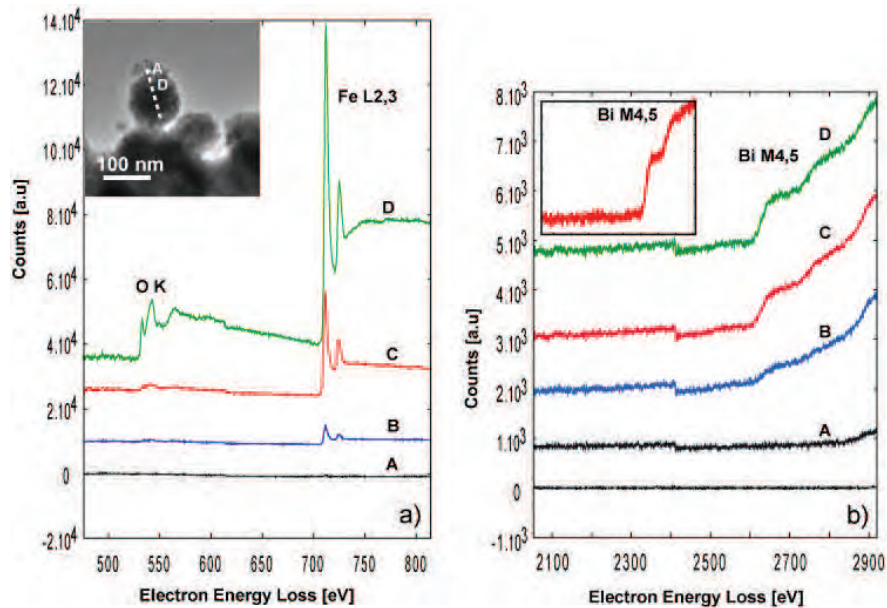 14.10⁴
12.10⁴
10.10⁴
8.10⁴
6.10⁴
4.10⁴
2.10⁴
0
-2.10⁴
Counts [a.u]
A
D
100 nm
Fe L2,3
O K
D
C
B
A
a)
500
550
600
650
700
750
800
Electron Energy Loss [eV]
8.10³
7.10³
6.10³
5.10³
4.10³
3.10³
2.10³
1.10³
0
-1.10³
Counts [a.u]
Bi M4,5
Bi M4,5
D
C
B
A
b)
2100
2300
2500
2700
2900
Electron Energy Loss [eV]